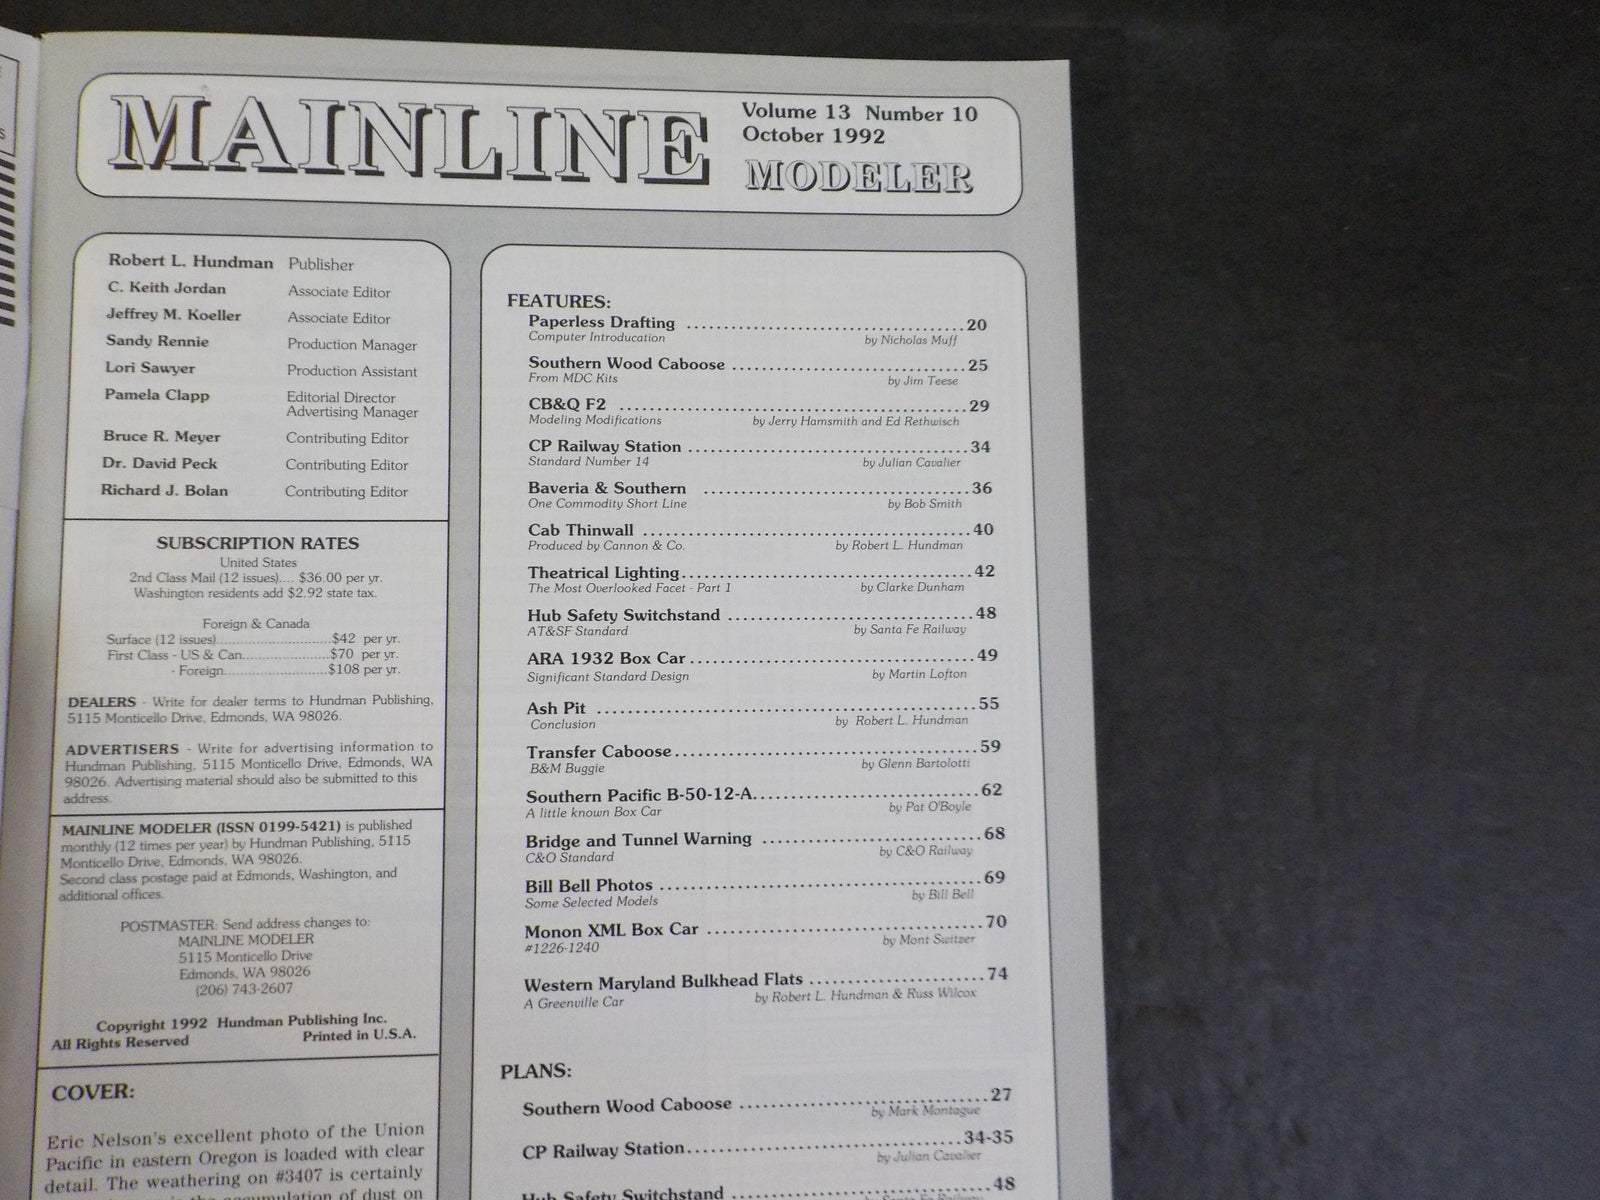 MAINLINE
Volume 13 Number 10
October 1992
MODELER
Robert L. Hundman Publisher
C. Keith Jordan Associate Editor
Jeffrey M. Koeller Associate Editor
Sandy Rennie Production Manager
Lori Sawyer Production Assistant
Pamela Clapp Editorial Director
Advertising Manager
Bruce R. Meyer Contributing Editor
Dr. David Peck Contributing Editor
Richard J. Bolan Contributing Editor
SUBSCRIPTION RATES
United States
2nd Class Mail (12 issues).... $36.00 per yr.
Washington residents add $2.92 state tax.
Foreign & Canada
Surface (12 issues)............................$42 per yr.
First Class - US & Can.....................$70 per yr.
- Foreign.........................$108 per yr.
DEALERS - Write for dealer terms to Hundman Publishing,
5115 Monticello Drive, Edmonds, WA 98026.
ADVERTISERS - Write for advertising information to
Hundman Publishing, 5115 Monticello Drive, Edmonds, WA
98026. Advertising material should also be submitted to this
address.
MAINLINE MODELER (ISSN 0199-5421) is published
monthly (12 times per year) by Hundman Publishing, 5115
Monticello Drive, Edmonds, WA 98026.
Second class postage paid at Edmonds, Washington, and
additional offices.
POSTMASTER: Send address changes to:
MAINLINE MODELER
5115 Monticello Drive
Edmonds, WA 98026
(206) 743-2607
Copyright 1992 Hundman Publishing Inc.
All Rights Reserved Printed in U.S.A.
COVER:
Eric Nelson's excellent photo of the Union
Pacific in eastern Oregon is loaded with clear
detail. The weathering on #3407 is certainly
the accumulation of dust on
FEATURES:
Paperless Drafting ........................................20
Computer Introducation by Nicholas Muff
Southern Wood Caboose ..................................25
From MDC Kits by Jim Teese
CB&Q F2 ..................................................29
Modeling Modifications by Jerry Hamsmith and Ed Rethwisch
CP Railway Station ........................................34
Standard Number 14 by Julian Cavalier
Baveria & Southern ......................................36
One Commodity Short Line by Bob Smith
Cab Thinwall ..............................................40
Produced by Cannon & Co. by Robert L. Hundman
Theatrical Lighting..........................................42
The Most Overlooked Facet - Part 1 by Clarke Dunham
Hub Safety Switchstand ..................................48
AT&SF Standard by Santa Fe Railway
ARA 1932 Box Car........................................49
Significant Standard Design by Martin Lofton
Ash Pit ....................................................55
Conclusion by Robert L. Hundman
Transfer Caboose..........................................59
B&M Buggie by Glenn Bartolotti
Southern Pacific B-50-12-A................................62
A little known Box Car by Pat O'Boyle
Bridge and Tunnel Warning ..............................68
C&O Standard by C&O Railway
Bill Bell Photos ............................................69
Some Selected Models by Bill Bell
Monon XML Box Car ....................................70
#1226-1240 by Mont Switzer
Western Maryland Bulkhead Flats ........................74
A Greenville Car by Robert L. Hundman & Russ Wilcox
PLANS:
Southern Wood Caboose ..................................27
by Mark Montague
CP Railway Station......................................34-35
by Julian Cavalier
Hub Safety Switchstand ..................................48